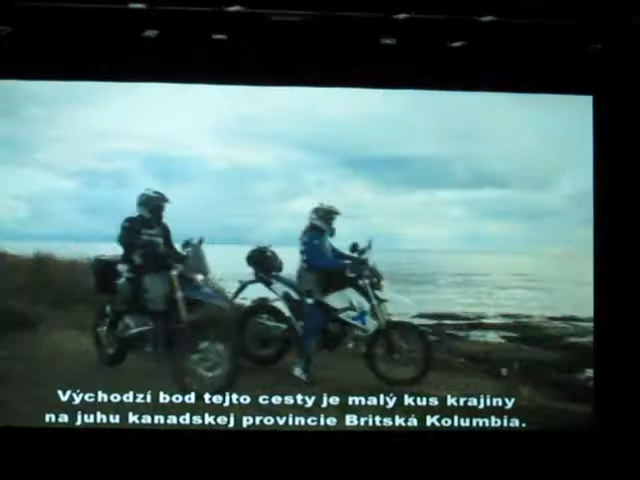 Východzí bod tejto cesty je malý kus krajiny
na juhu kanadskej provincie Britská Kolumbia.